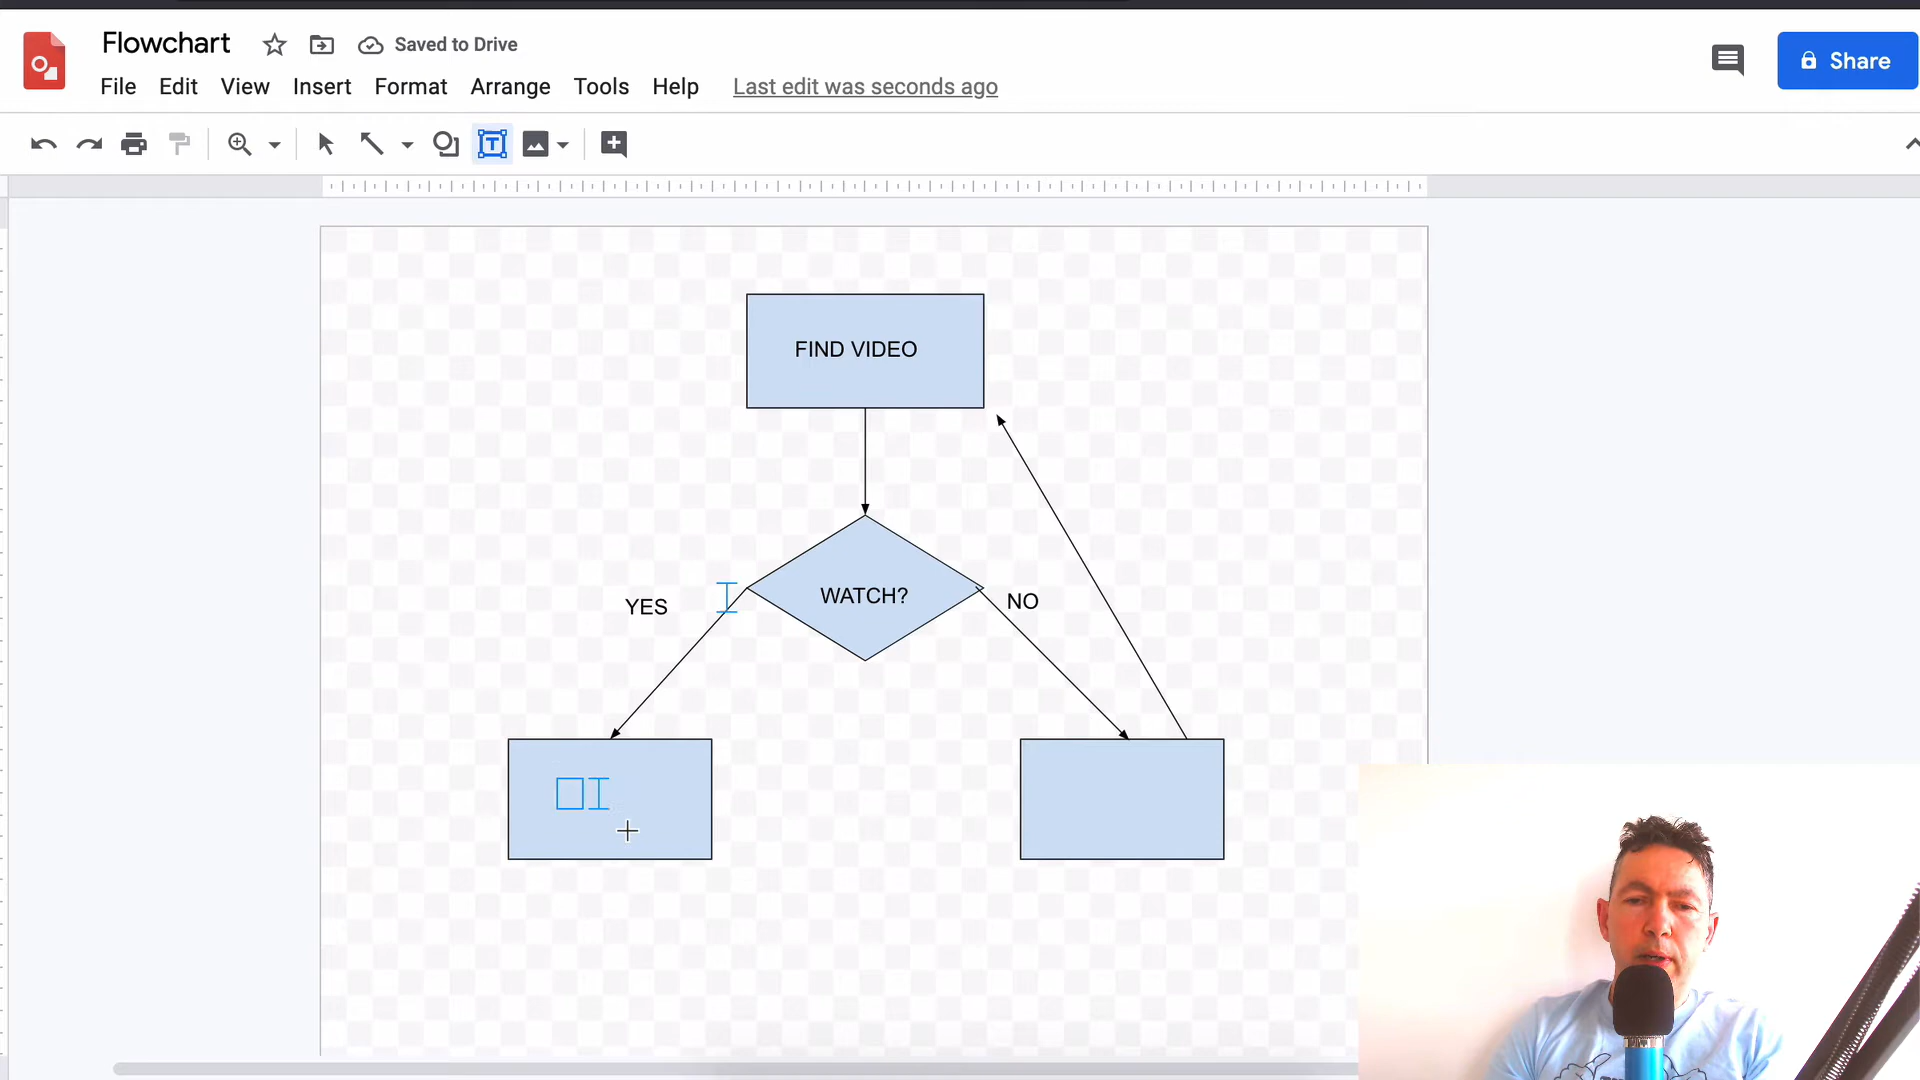 Flowchart
Saved to Drive
File Edit View Insert Format Arrange Tools Help Last edit was seconds ago
Share
FIND VIDEO
WATCH?
YES
NO